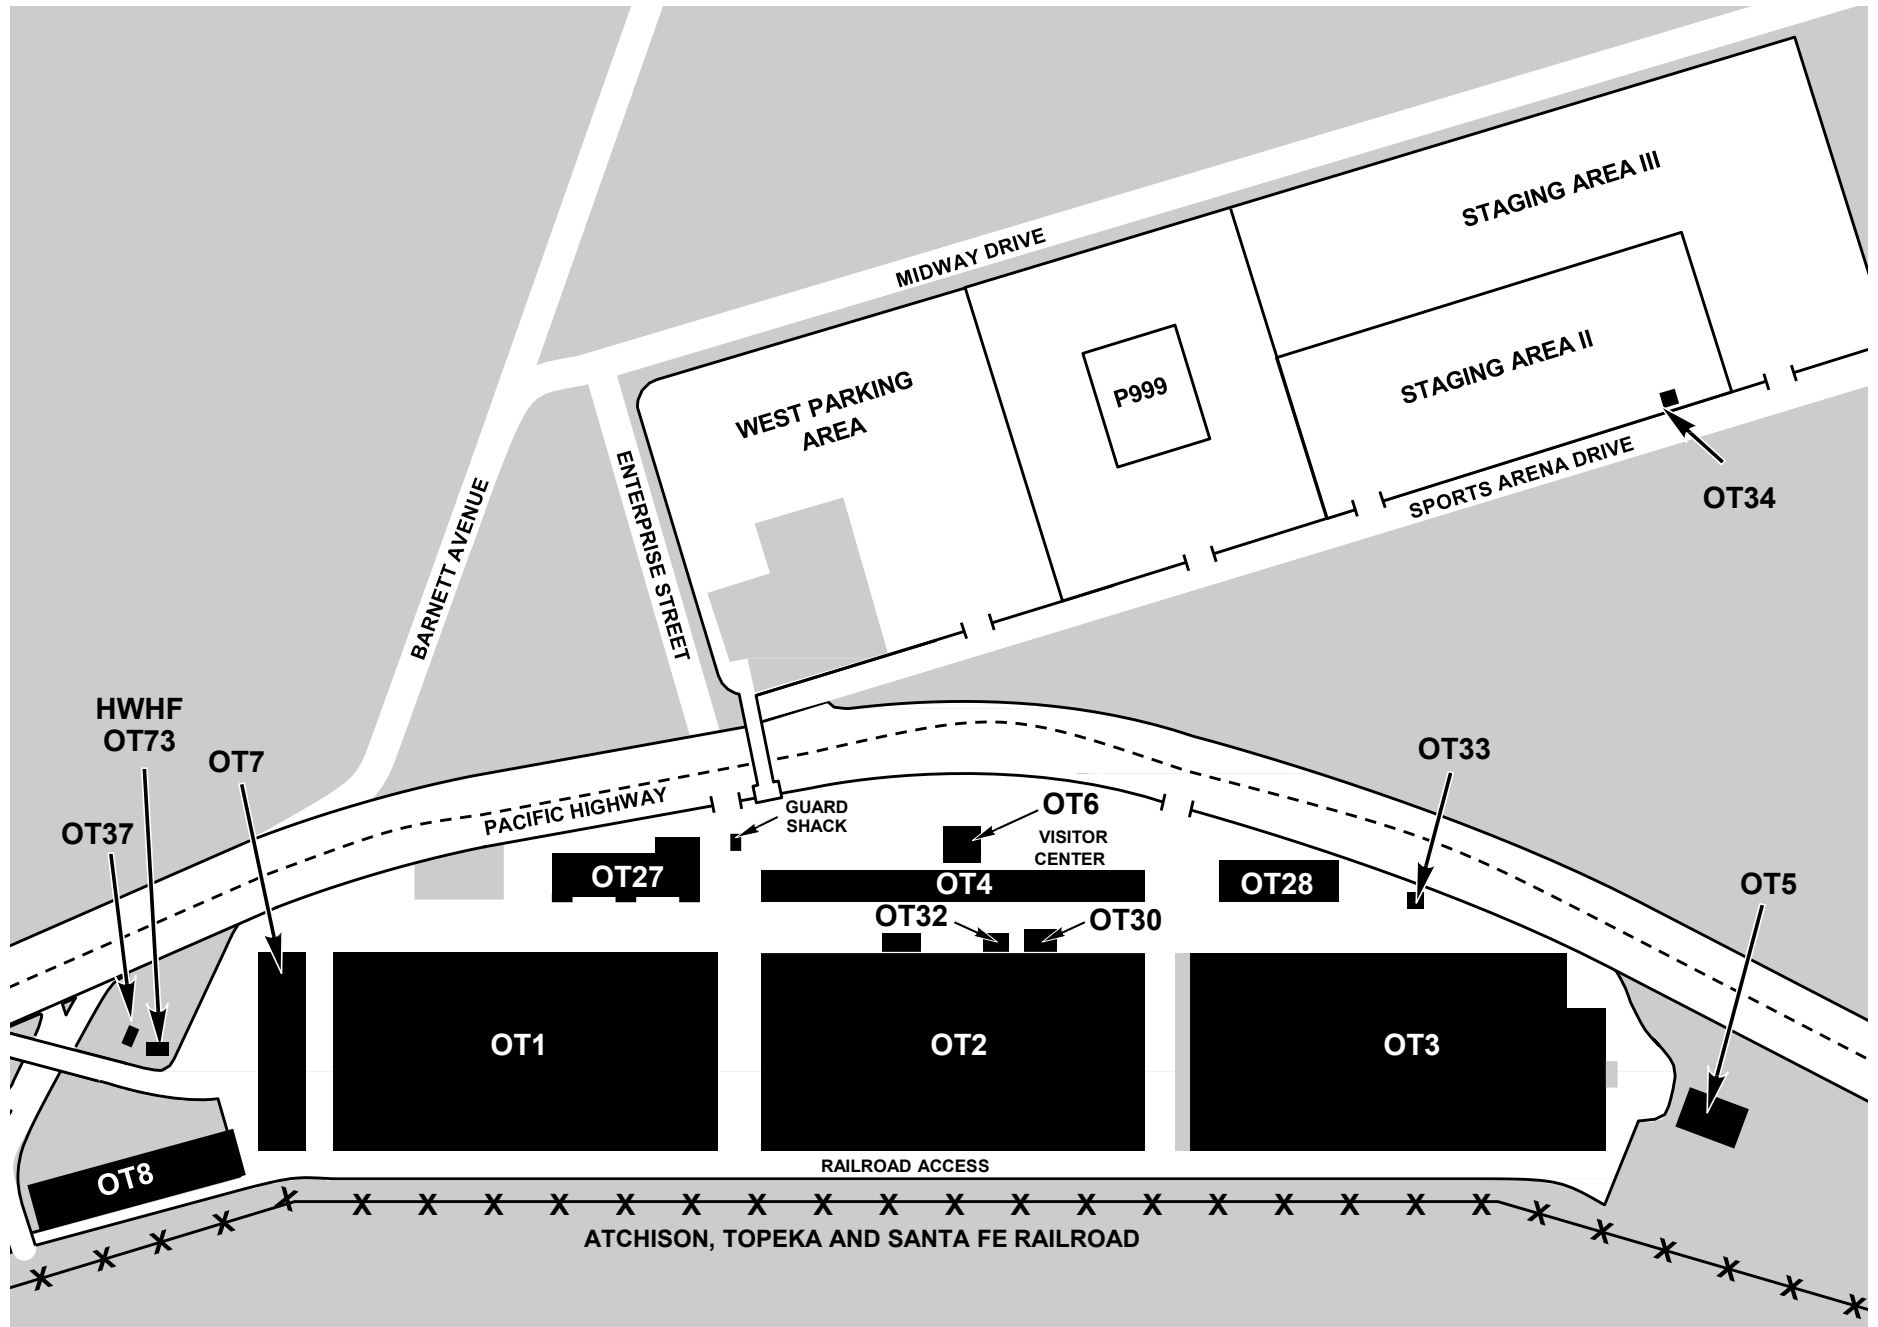 STAGING AREA III
MIDWAY DRIVE
STAGING AREA II
WEST PARKING
AREA
P999
SPORTS ARENA DRIVE
OT34
ENTERPRISE STREET
BARNETT AVENUE
HWHF
OT73
OT7
OT37
PACIFIC HIGHWAY
GUARD
SHACK
OT6
VISITOR
CENTER
OT33
OT27
OT4
OT28
OT5
OT32
OT30
OT1
OT2
OT3
OT8
RAILROAD ACCESS
X X X X X X X X X X X X X X X X X X X X X X X X X X X X X
ATCHISON, TOPEKA AND SANTA FE RAILROAD